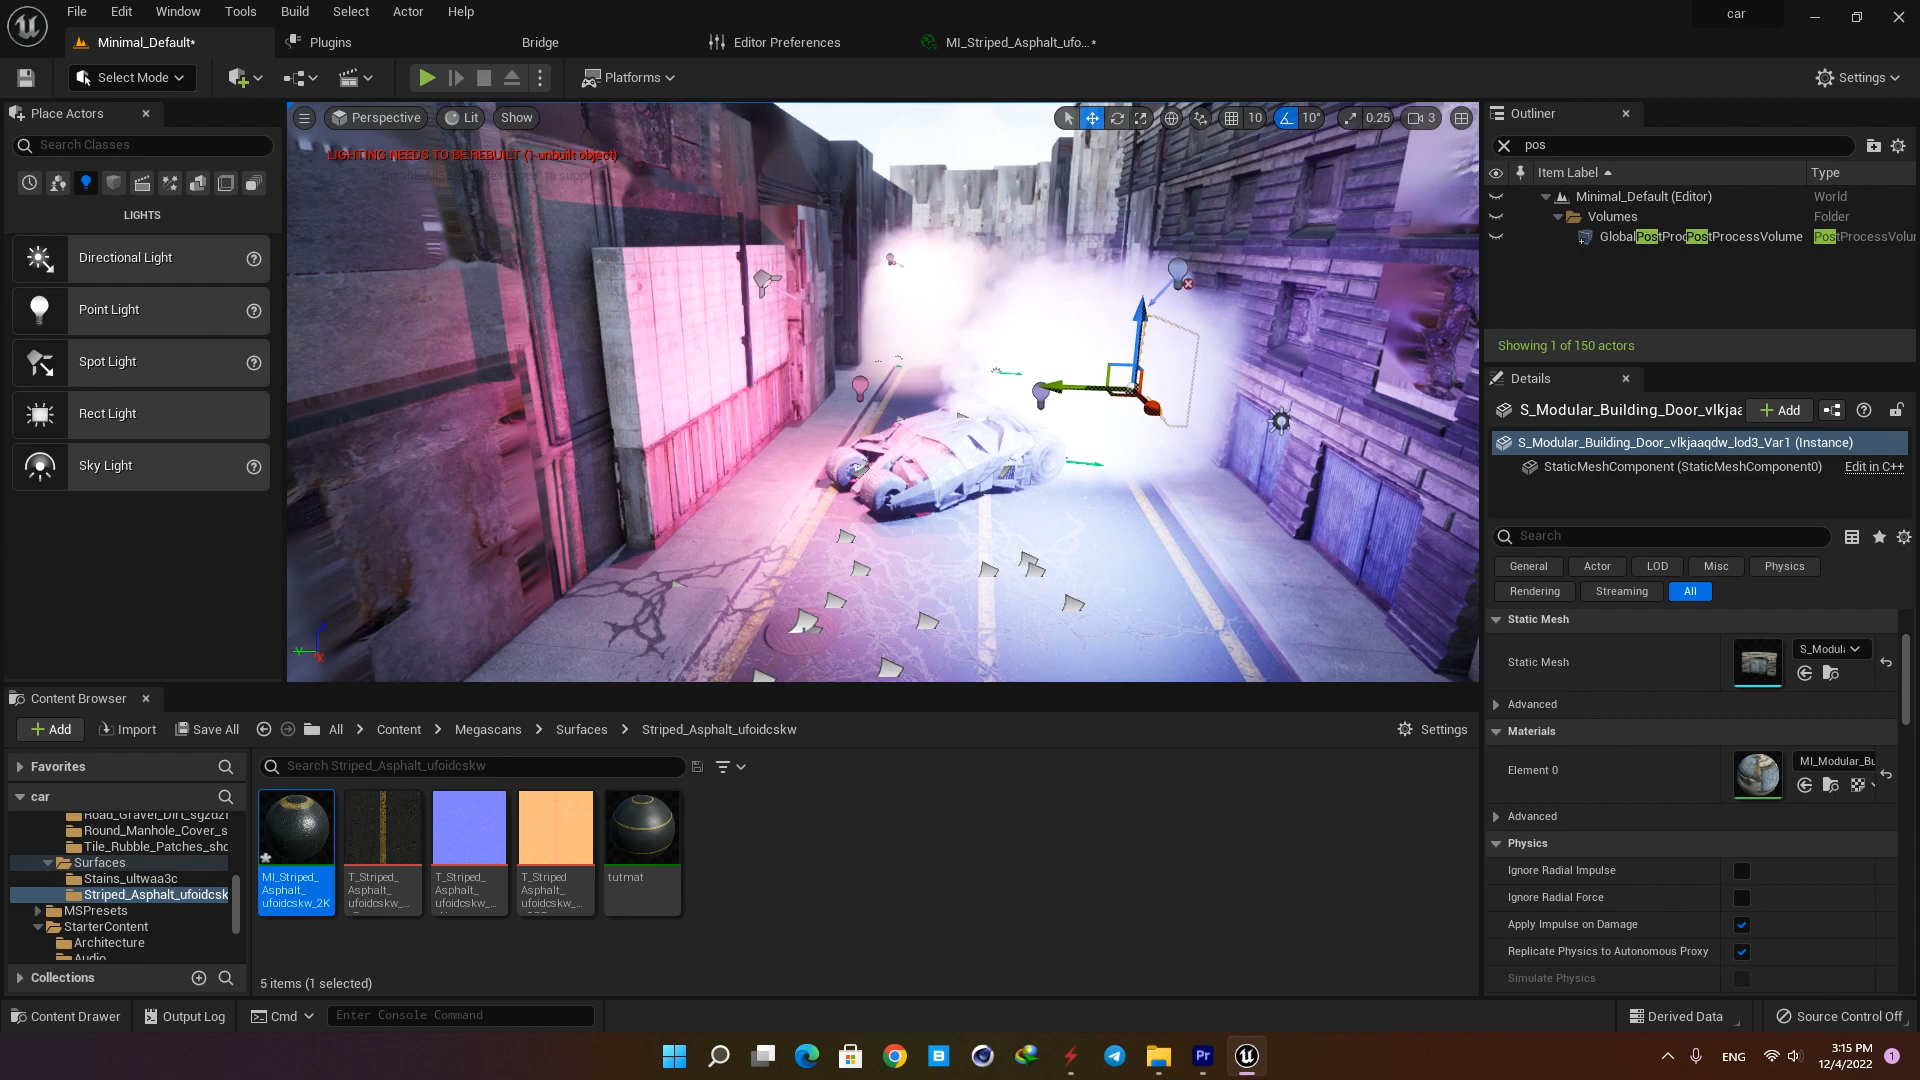 File Edit Window Tools Build Select Actor Help
car
Minimal_Default*
Plugins
Bridge
Editor Preferences
MI_Striped_Asphalt_ufo...*
Select Mode
Platforms
Settings
Place Actors
Search Classes
LIGHTS
Directional Light
Point Light
Spot Light
Rect Light
Sky Light
Perspective
Lit
Show
10
10°
0.25
3
LIGHTING NEEDS TO BE REBUILT (1 unbuilt object)
Outliner
pos
Item Label
Type
Minimal_Default (Editor)
World
Volumes
Folder
GlobalPostProcPostProcessVolume
PostProcessVolur
Showing 1 of 150 actors
Details
S_Modular_Building_Door_vlkjaa
Add
S_Modular_Building_Door_vlkjaaqdw_lod3_Var1 (Instance)
StaticMeshComponent (StaticMeshComponent0)
Edit in C++
Search
General
Actor
LOD
Misc
Physics
Rendering
Streaming
All
Static Mesh
Static Mesh
S_Modula
Advanced
Materials
Element 0
MI_Modular_Bu
Advanced
Physics
Ignore Radial Impulse
Ignore Radial Force
Apply Impulse on Damage
Replicate Physics to Autonomous Proxy
Simulate Physics
Content Browser
Add
Import
Save All
All
Content
Megascans
Surfaces
Striped_Asphalt_ufoidcskw
Settings
Favorites
car
Road_Gravel_Dirt_sgzdzi
Round_Manhole_Cover_s
Tile_Rubble_Patches_shc
Surfaces
Stains_ultwaa3c
Striped_Asphalt_ufoidcsk
MSPresets
StarterContent
Architecture
Audio
Collections
Search Striped_Asphalt_ufoidcskw
MI_Striped_
Asphalt_
ufoidcskw_2K
T_Striped_
Asphalt_
ufoidcskw_...
T_Striped_
Asphalt_
ufoidcskw_...
T_Striped
Asphalt_
ufoidcskw_...
tutmat
5 items (1 selected)
Content Drawer
Output Log
Cmd
Enter Console Command
Derived Data
Source Control Off
Pr
ENG
3:15 PM
12/4/2022
1